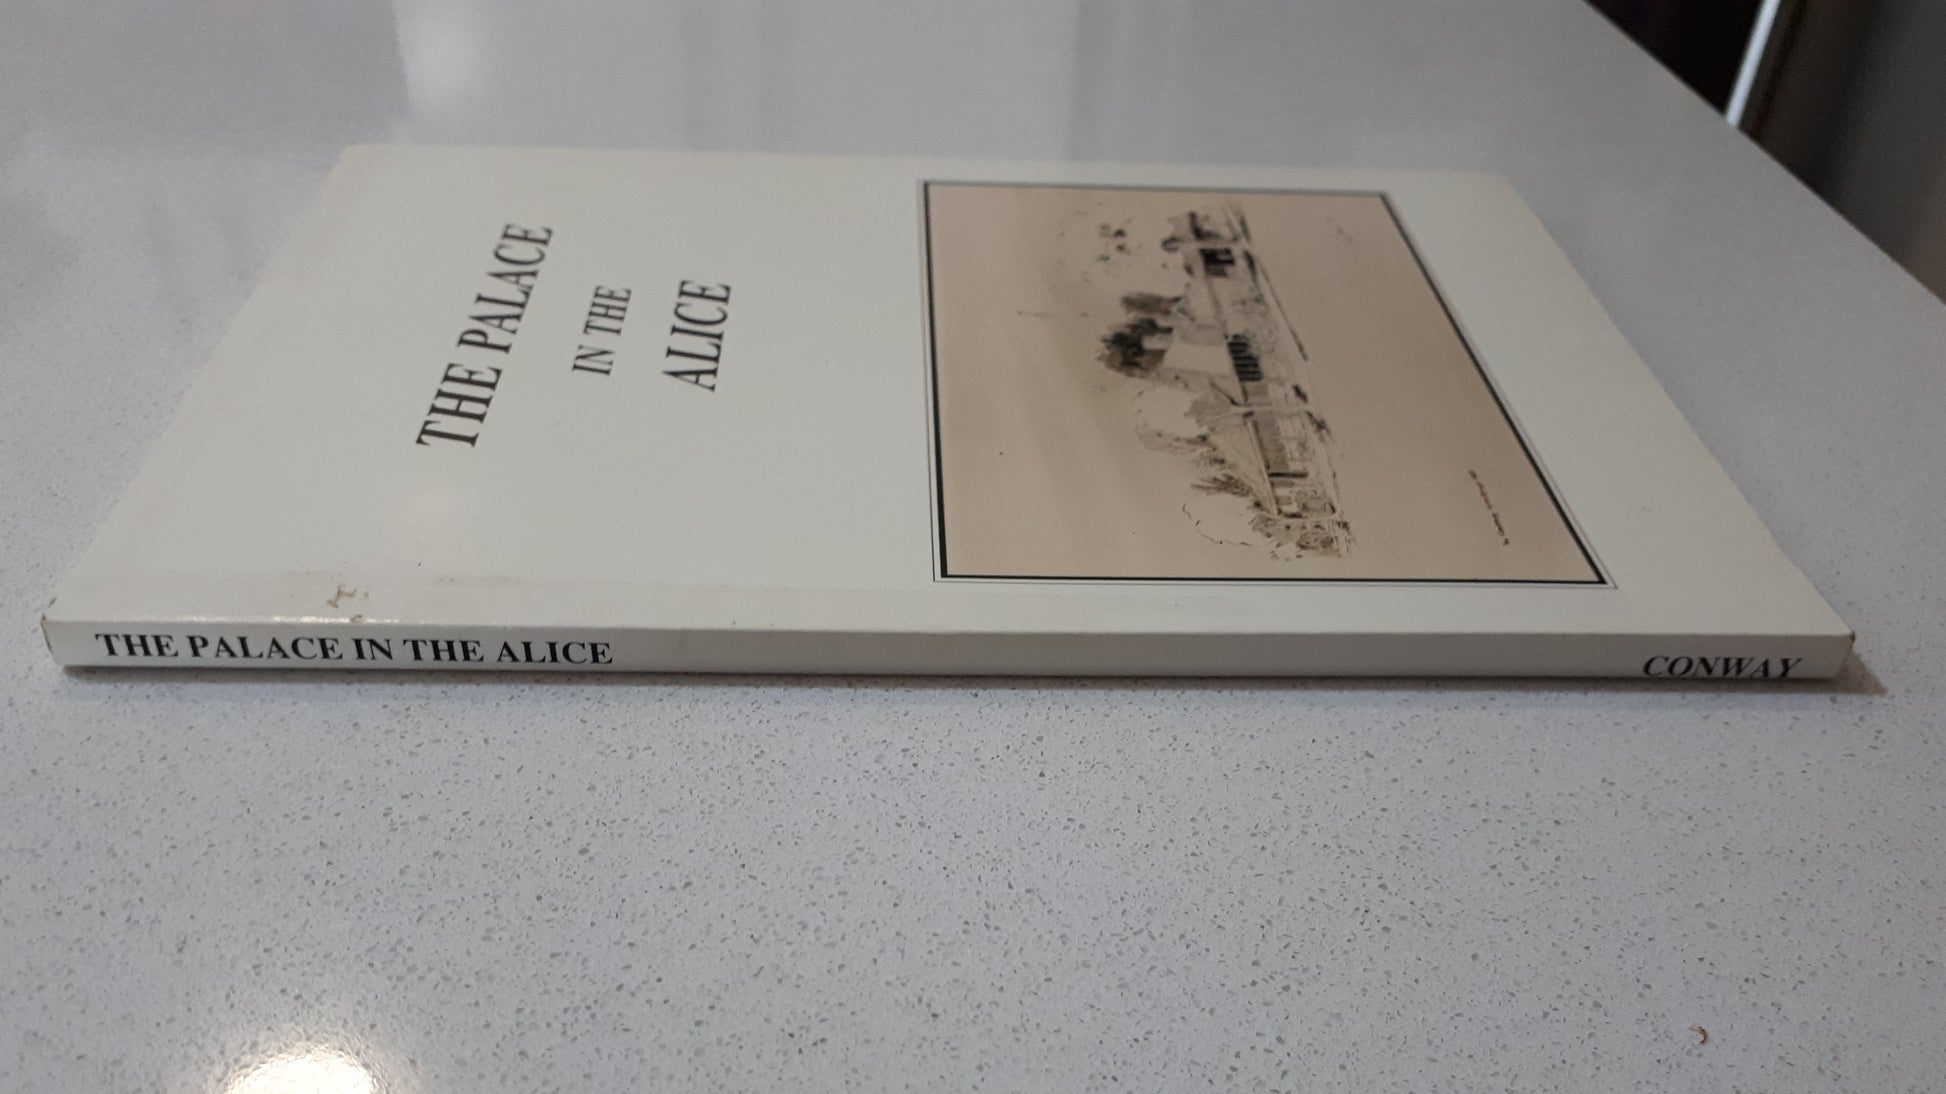 THE PALACE
IN THE
ALICE
THE PALACE IN THE ALICE
CONWAY